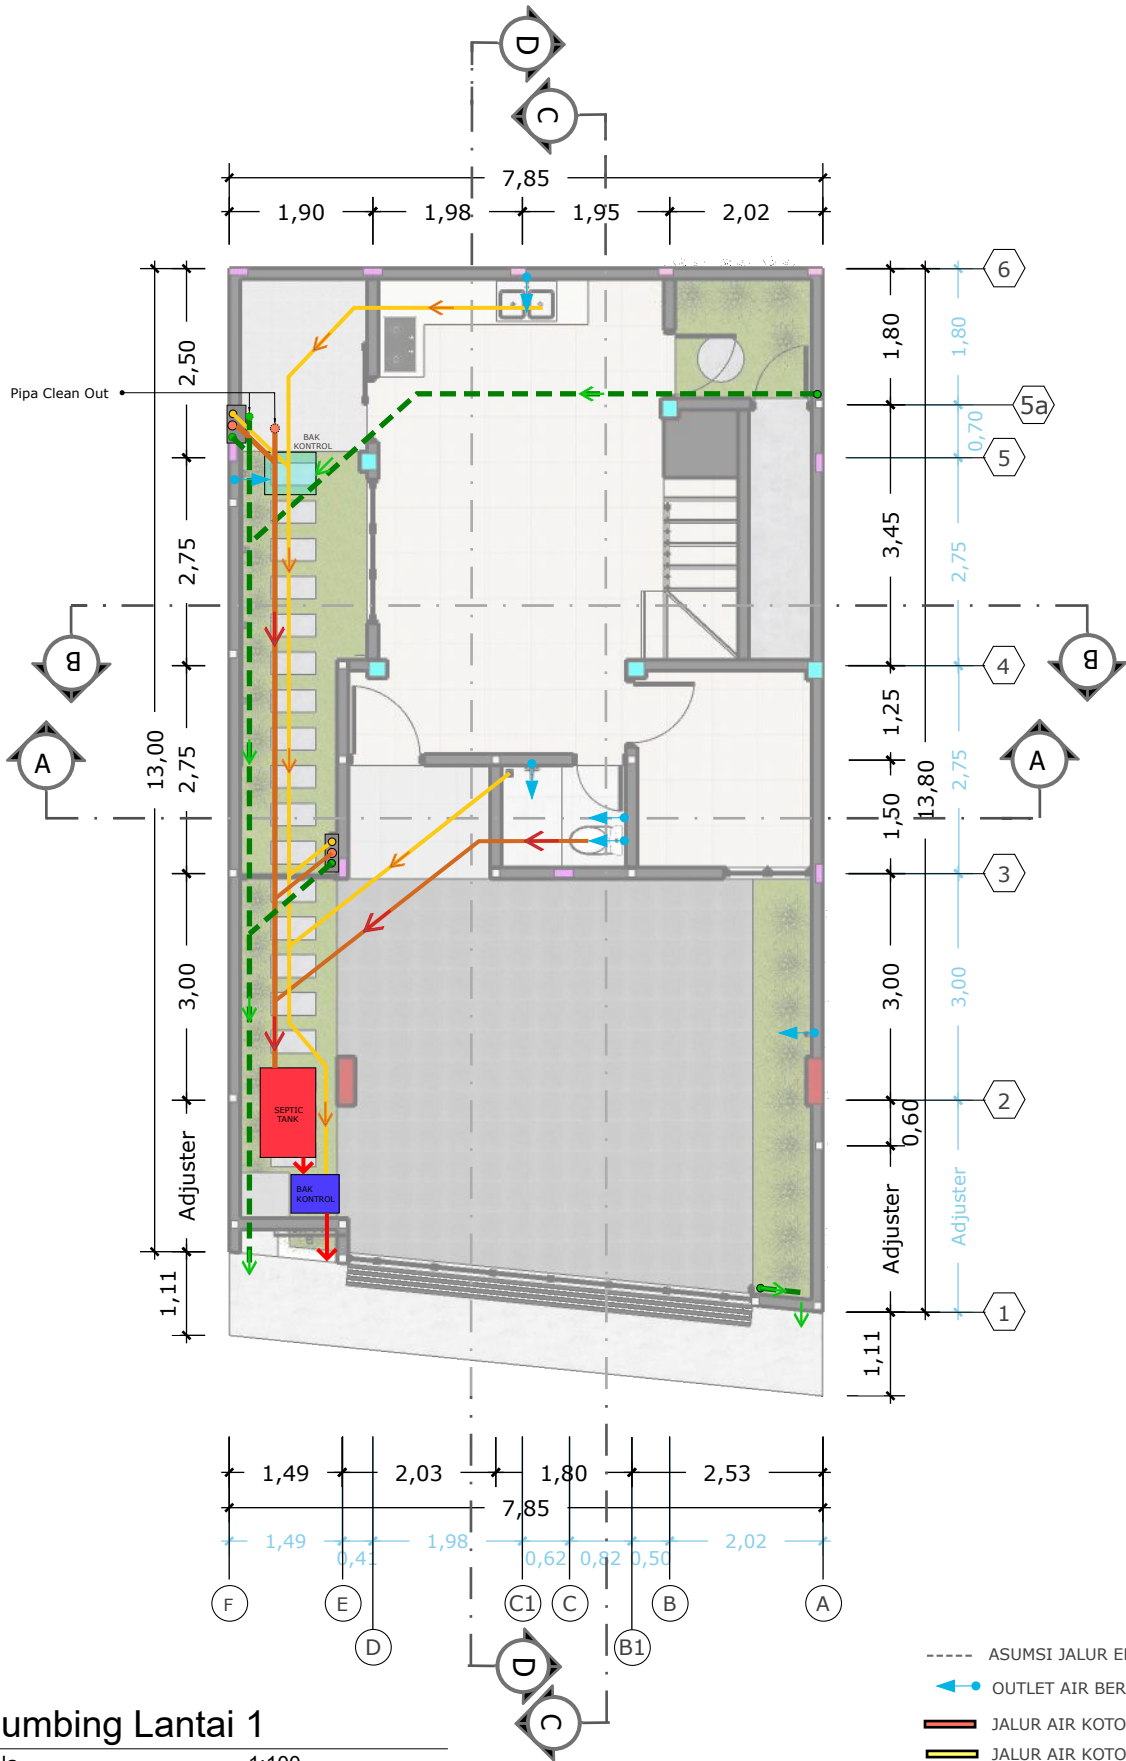 D
C
7,85
1,90 1,98 1,95 2,02
6
1,80 1,80
2,50
Pipa Clean Out
5a
BAK
KONTROL
0,70
5
3,45
2,75 2,75
B B
4
1,25
A A
13,00 2,75 13,80 2,75
1,50
3
3,00 3,00 3,00
SEPTIC
TANK
2
0,60
Adjuster Adjuster Adjuster
BAK
KONTROL
1,11
1
1,11
1,49 2,03 1,80 2,53
7,85
1,49 1,98 2,02
0,41 0,62 0,82 0,50
F E C1 C B A
D B1
D
C
ASUMSI JALUR
OUTLET AIR
JALUR AIR
JALUR AIR
Lantai 1
1:100